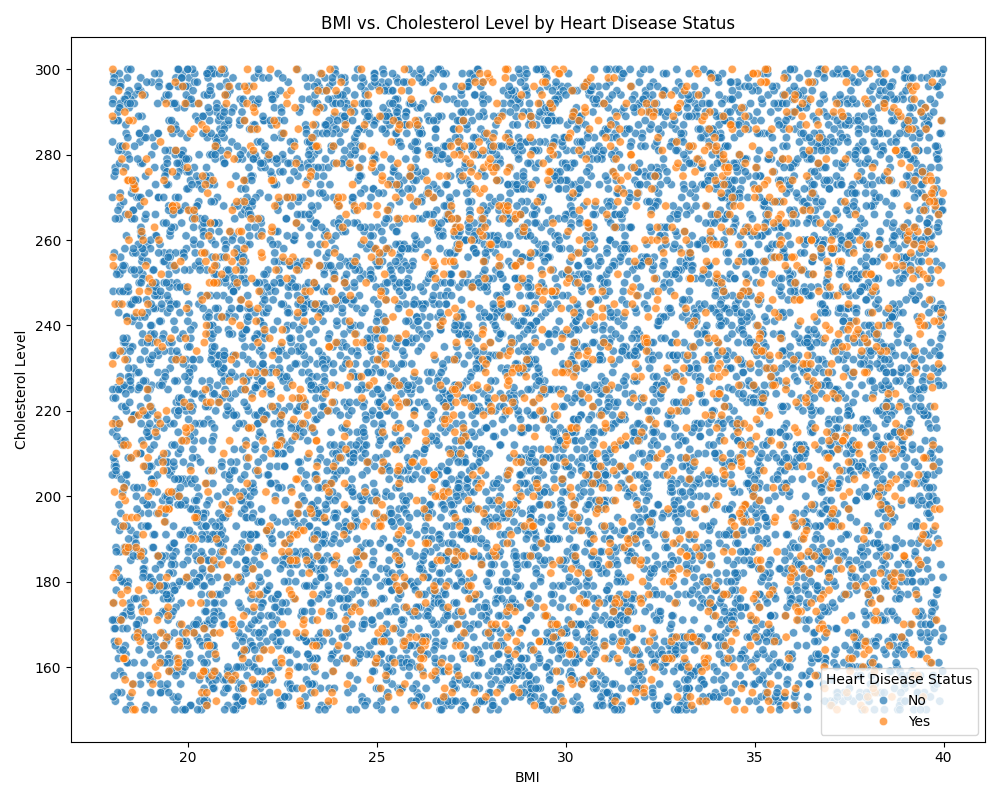 BMI vs. Cholesterol Level by Heart Disease Status
300
280
260
240
220
200
180
160
Cholesterol Level
20
25
30
35
40
BMI
Heart Disease Status
No
Yes